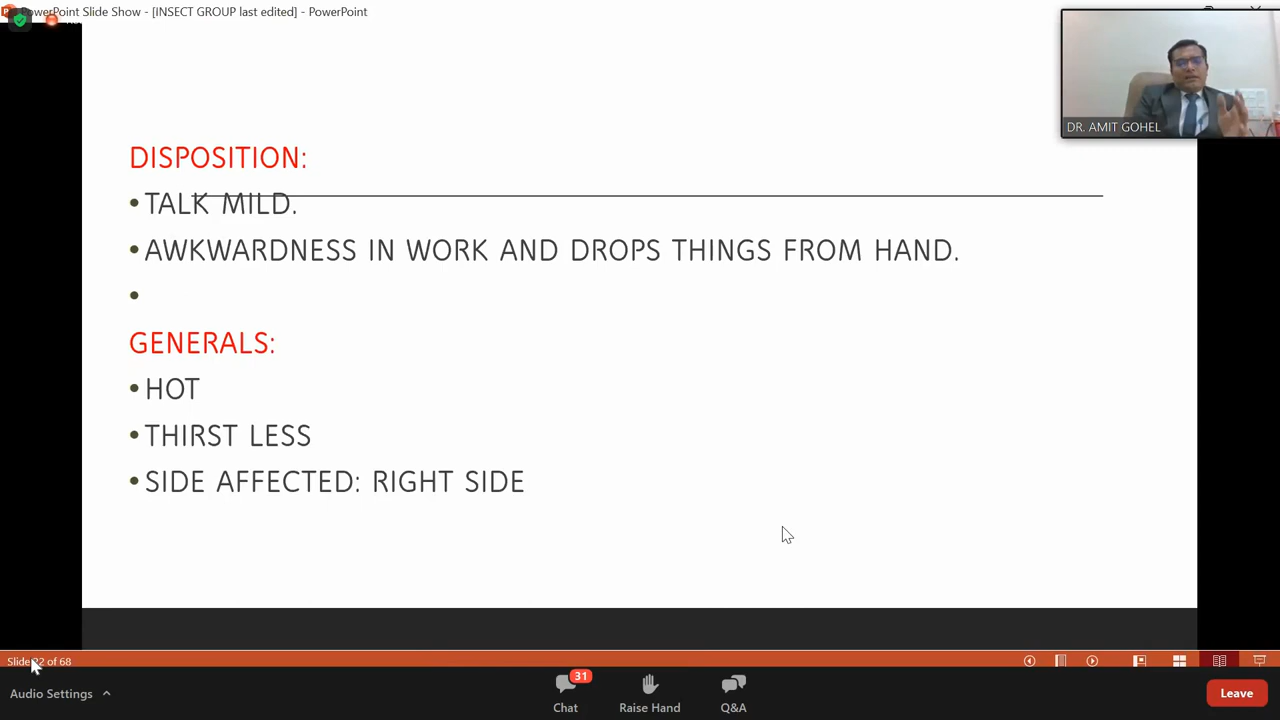 PowerPoint Slide Show - [INSECT GROUP last edited] - PowerPoint
DR. AMIT GOHEL
DISPOSITION:
•TALK MILD.
•AWKWARDNESS IN WORK AND DROPS THINGS FROM HAND.
•
GENERALS:
•HOT
•THIRST LESS
•SIDE AFFECTED: RIGHT SIDE
Slide 22 of 68
Audio Settings
31
Chat
Raise Hand
Q&A
Leave